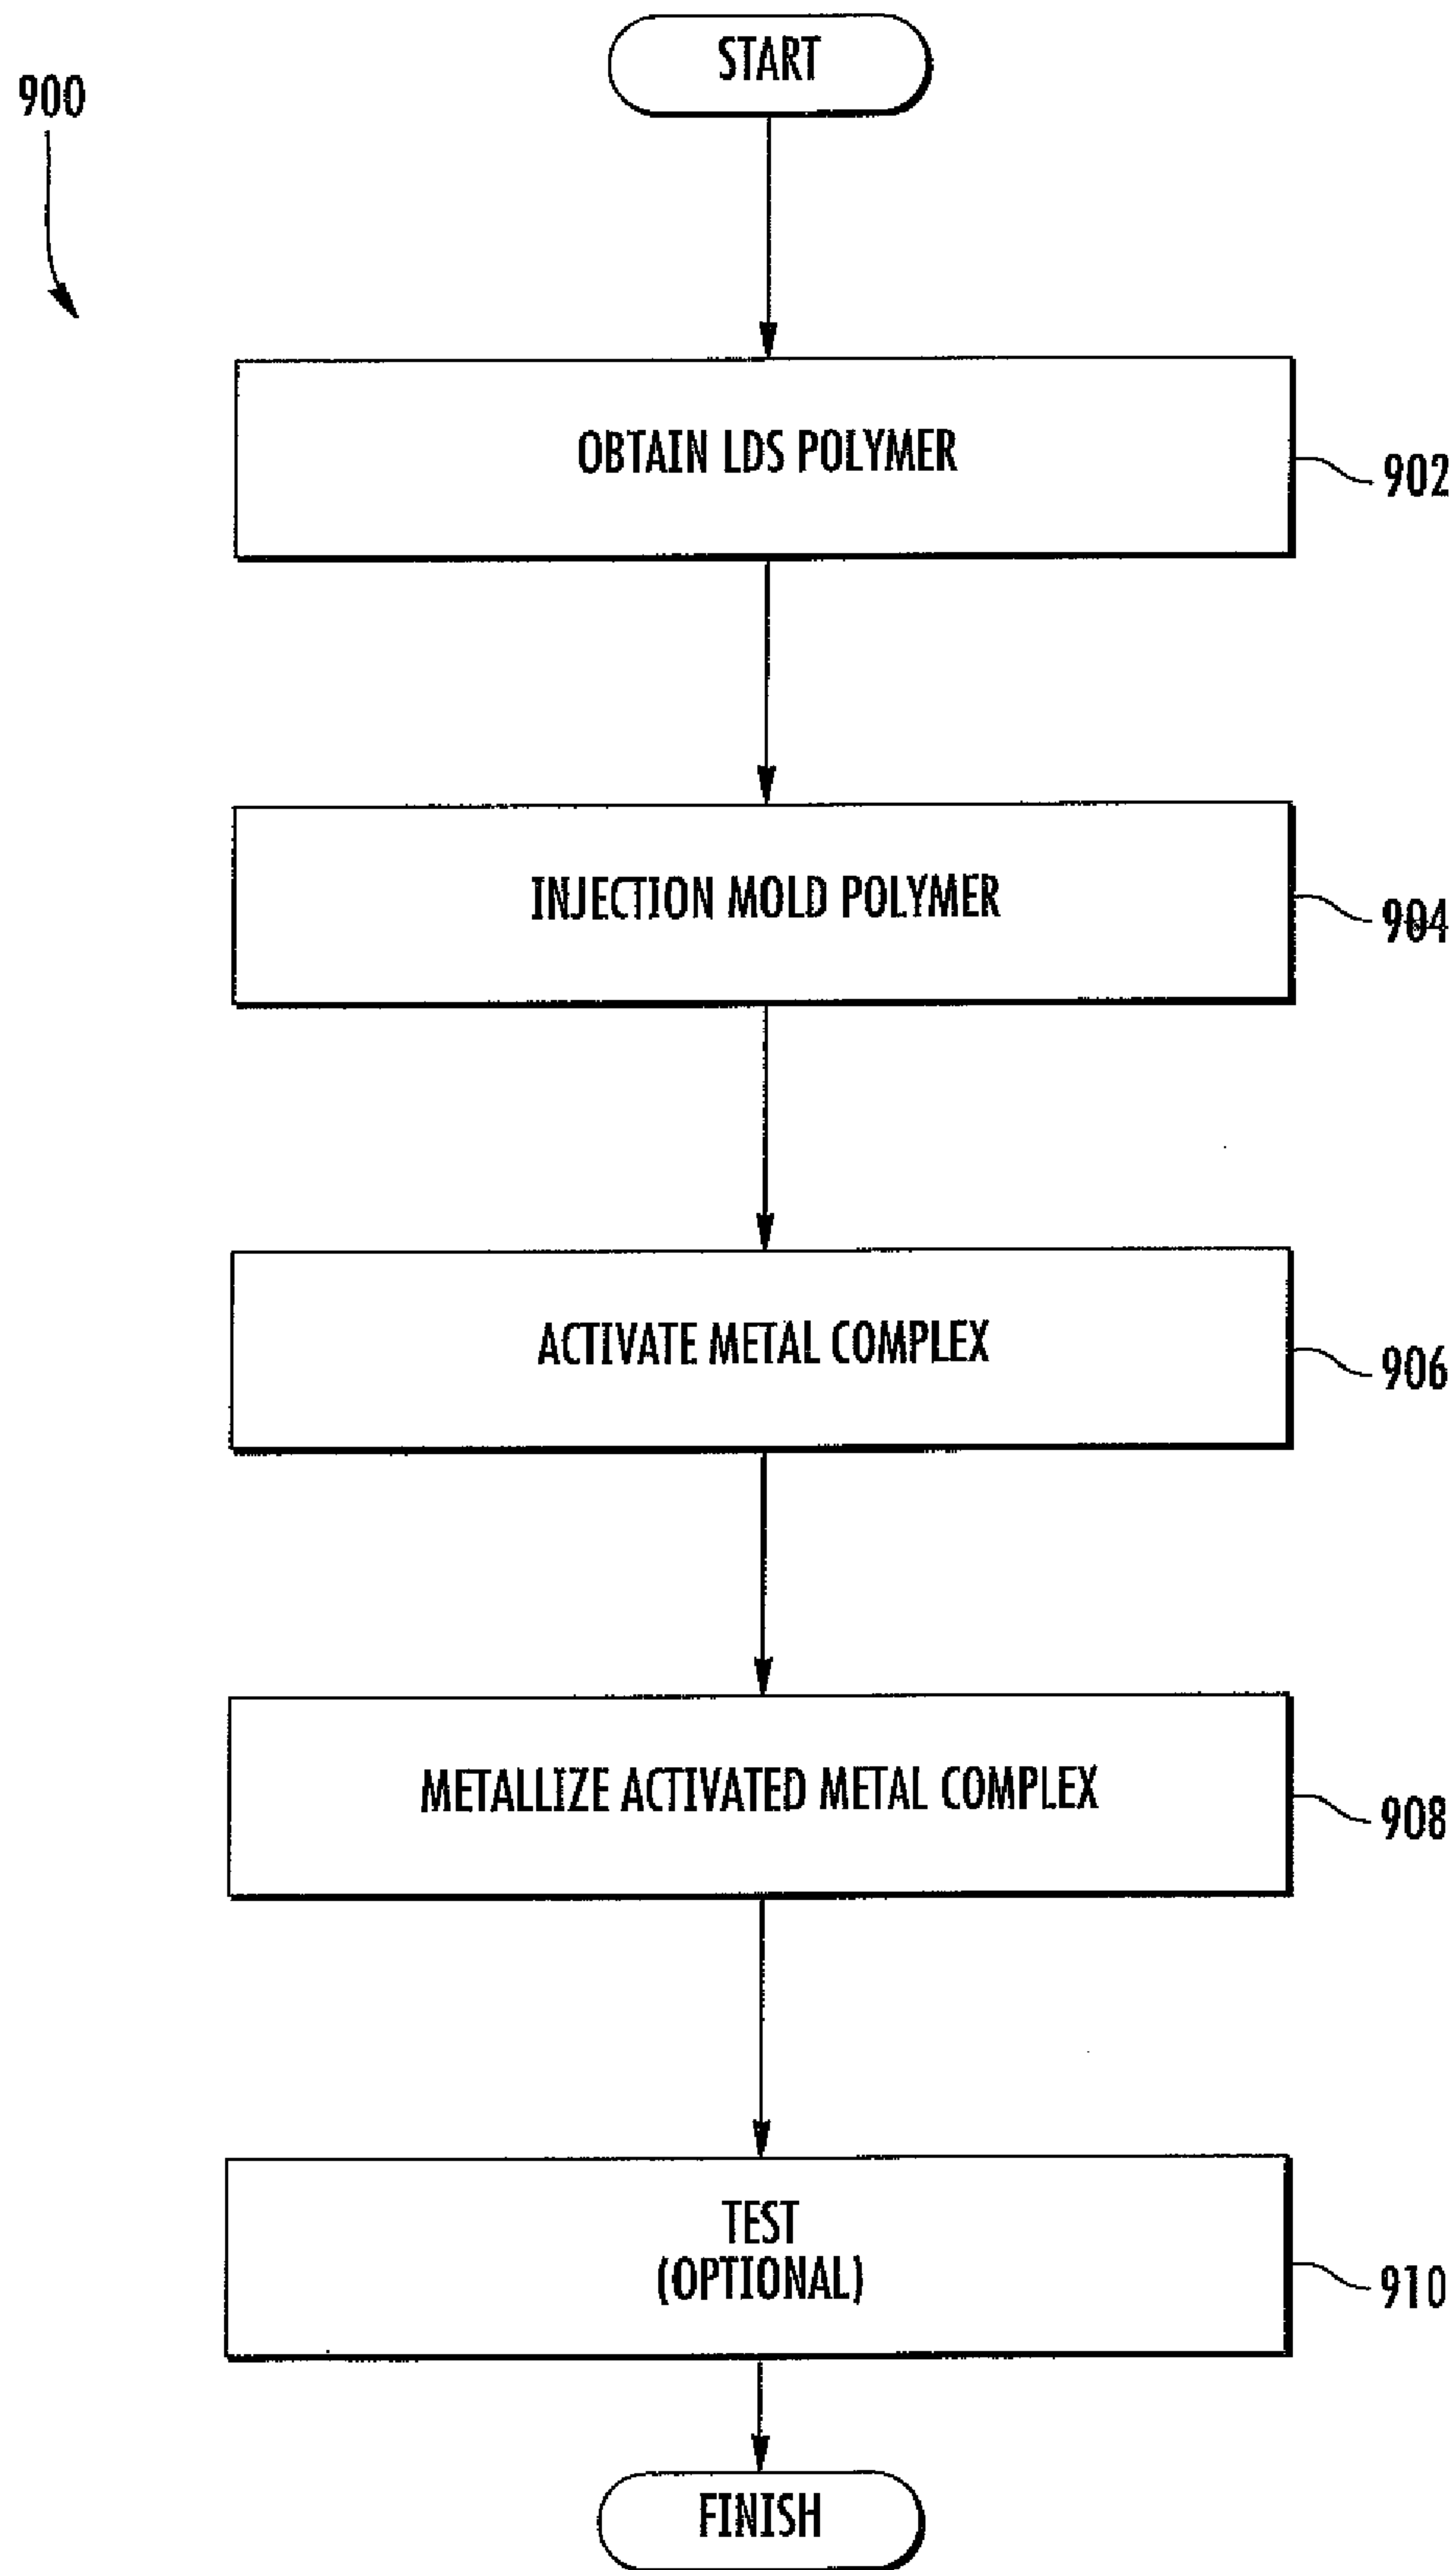 START
900
OBTAIN LDS POLYMER
902
INJECTION MOLD POLYMER
904
ACTIVATE METAL COMPLEX
906
METALLIZE ACTIVATED METAL COMPLEX
908
TEST
(OPTIONAL)
910
FINISH